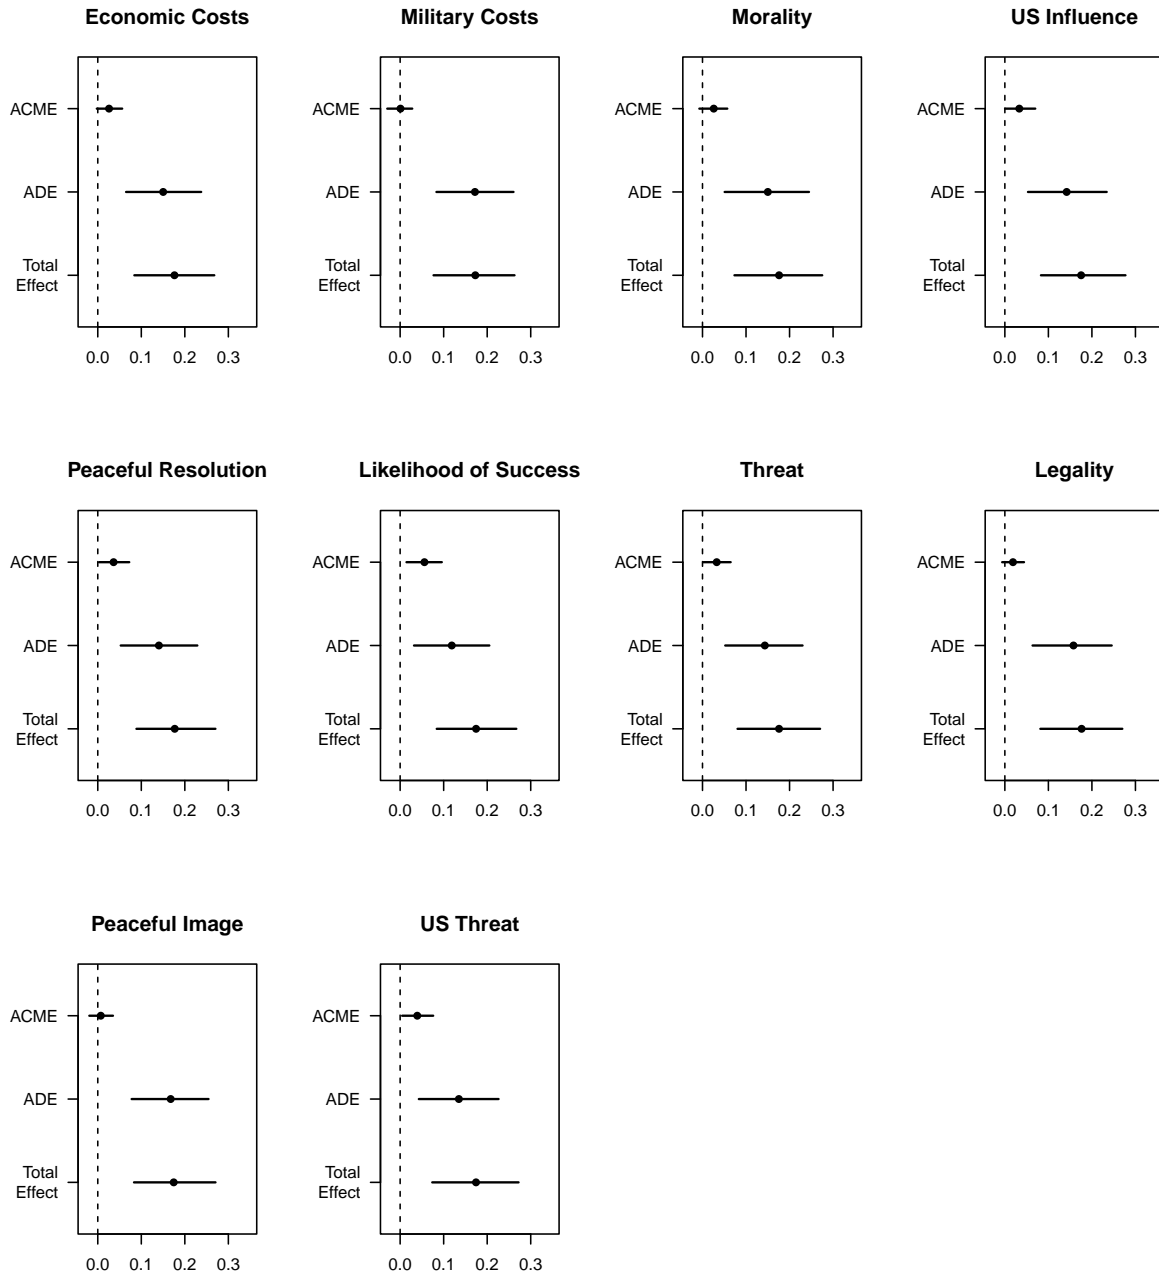 Economic Costs
Military Costs
Morality
US Influence
ACME
ADE
Total
Effect
0.0 0.1 0.2 0.3
ACME
ADE
Total
Effect
0.0 0.1 0.2 0.3
ACME
ADE
Total
Effect
0.0 0.1 0.2 0.3
ACME
ADE
Total
Effect
0.0 0.1 0.2 0.3
Peaceful Resolution
Likelihood of Success
Threat
Legality
ACME
ADE
Total
Effect
0.0 0.1 0.2 0.3
ACME
ADE
Total
Effect
0.0 0.1 0.2 0.3
ACME
ADE
Total
Effect
0.0 0.1 0.2 0.3
ACME
ADE
Total
Effect
0.0 0.1 0.2 0.3
Peaceful Image
US Threat
ACME
ADE
Total
Effect
0.0 0.1 0.2 0.3
ACME
ADE
Total
Effect
0.0 0.1 0.2 0.3